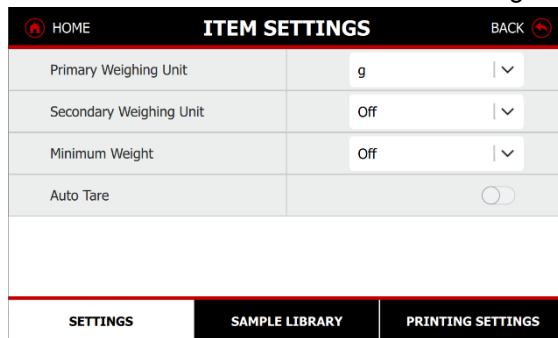 HOME ITEM SETTINGS BACK
Primary Weighing Unit g
Secondary Weighing Unit Off
Minimum Weight Off
Auto Tare
SETTINGS SAMPLE LIBRARY PRINTING SETTINGS